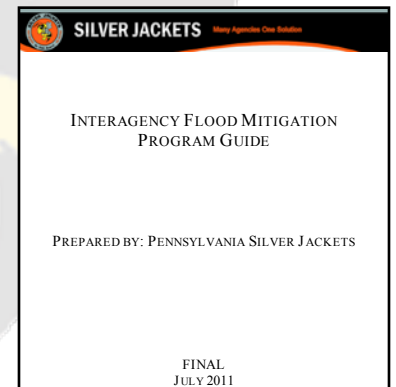 SILVER JACKETS Many Agencies One Solution
INTERAGENCY FLOOD MITIGATION
PROGRAM GUIDE
PREPARED BY: PENNSYLVANIA SILVER JACKETS
FINAL
JULY 2011